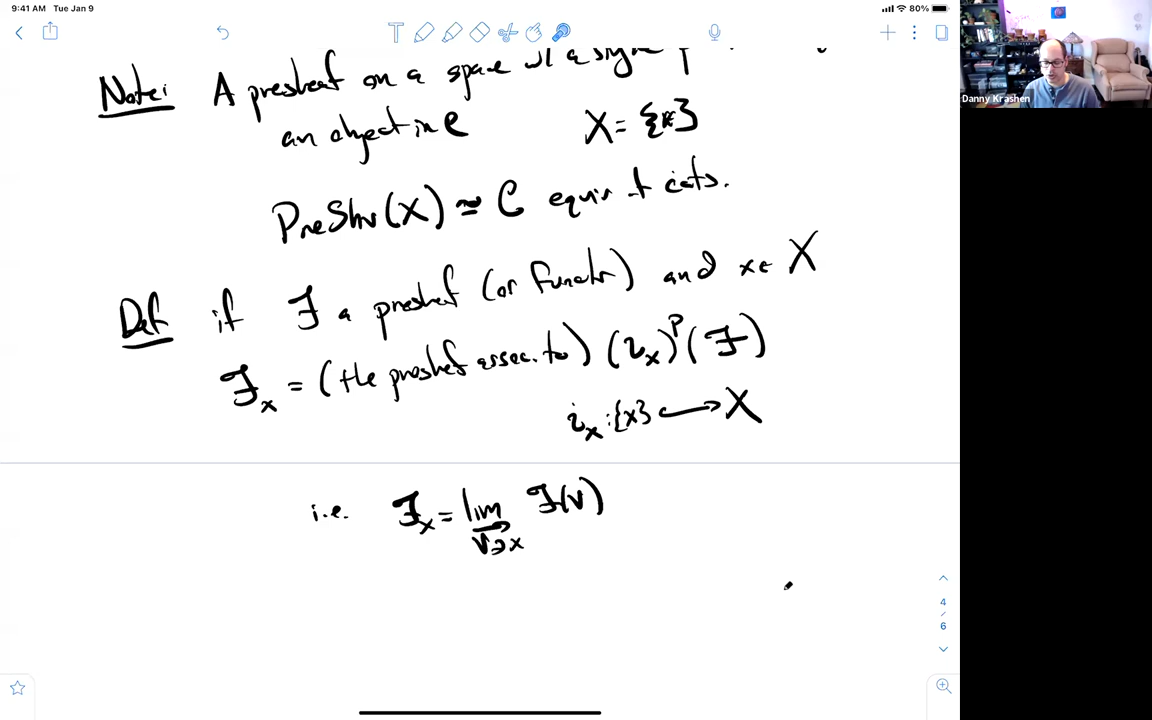 9:41 AM Tue Jan 9
80%
T
Note: A presheaf on a space w/ a single
an object in C X = {*}
PreShv(X) ≃ C equiv of cats.
Def if F a presheaf (or functor) and x ∈ X
F_x = (the presheaf assoc. to) (i_x)^p (F)
i_x : {x} ↪ X
i.e. F_x = lim F(V)
V∋x
4
/
6
Danny Krashen